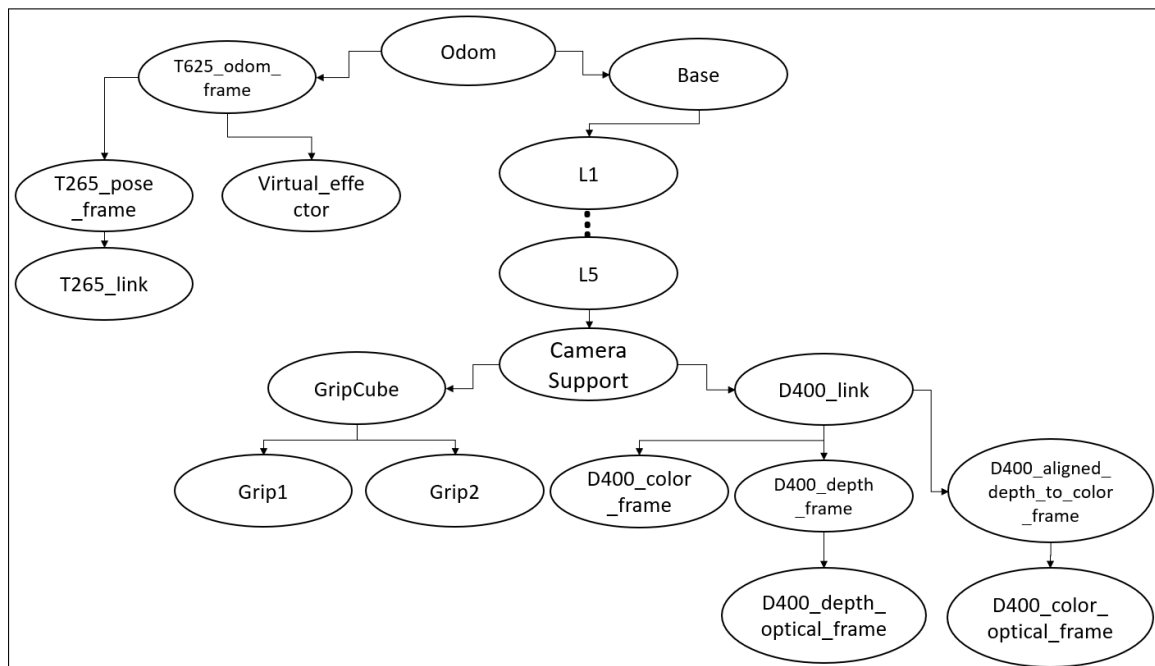 Odom
T625_odom_
frame
Base
T265_pose
_frame
Virtual_effe
ctor
L1
T265_link
L5
Camera
Support
GripCube
D400_link
Grip1
Grip2
D400_color
_frame
D400_depth
_frame
D400_aligned_
depth_to_color
_frame
D400_depth_
optical_frame
D400_color_
optical_frame